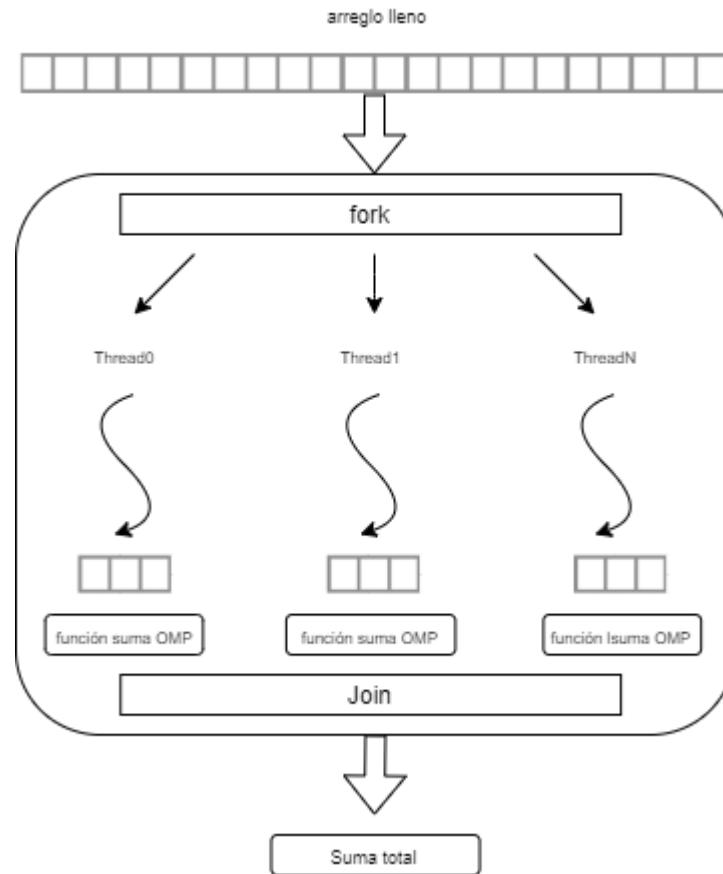 arreglo lleno
fork
Thread0 Thread1 ThreadN
función suma OMP función suma OMP función lsuma OMP
Join
Suma total